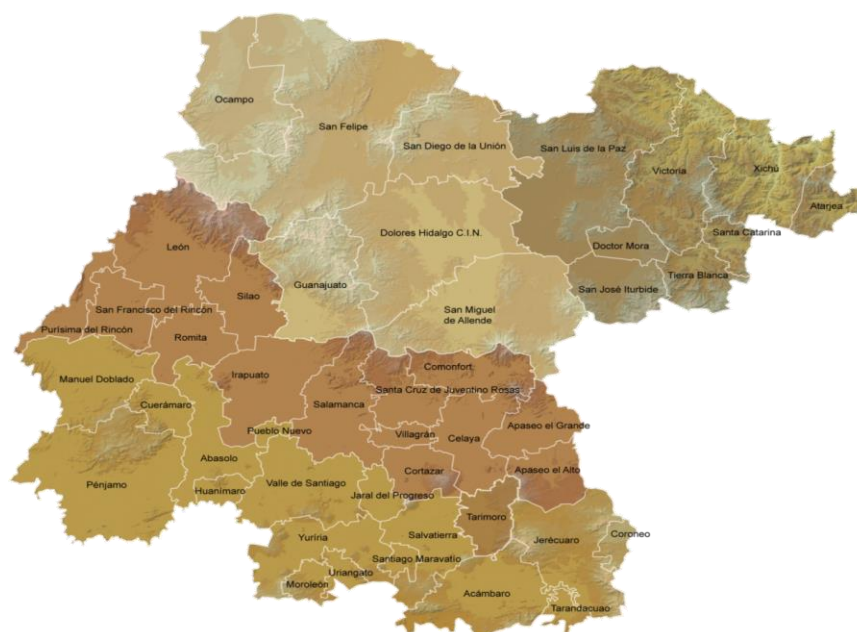 Ocampo
San Felipe
San Diego de la Unión
San Luis de la Paz
Victoria
Xichú
Atarjea
Santa Catarina
Doctor Mora
Tierra Blanca
San José Iturbide
Dolores Hidalgo C.I.N.
Guanajuato
San Miguel
de Allende
León
Silao
San Francisco del Rincón
Purísima del Rincón
Romita
Manuel Doblado
Cuerámaro
Irapuato
Salamanca
Comonfort
Santa Cruz de Juventino Rosas
Pueblo Nuevo
Villagrán
Celaya
Apaseo el Grande
Abasolo
Pénjamo
Huanímaro
Valle de Santiago
Cortazar
Apaseo el Alto
Jaral del Progreso
Tarimoro
Yuriria
Salvatierra
Jerécuaro
Coroneo
Santiago Maravatío
Uriangato
Moroleón
Acámbaro
Tarandacuao